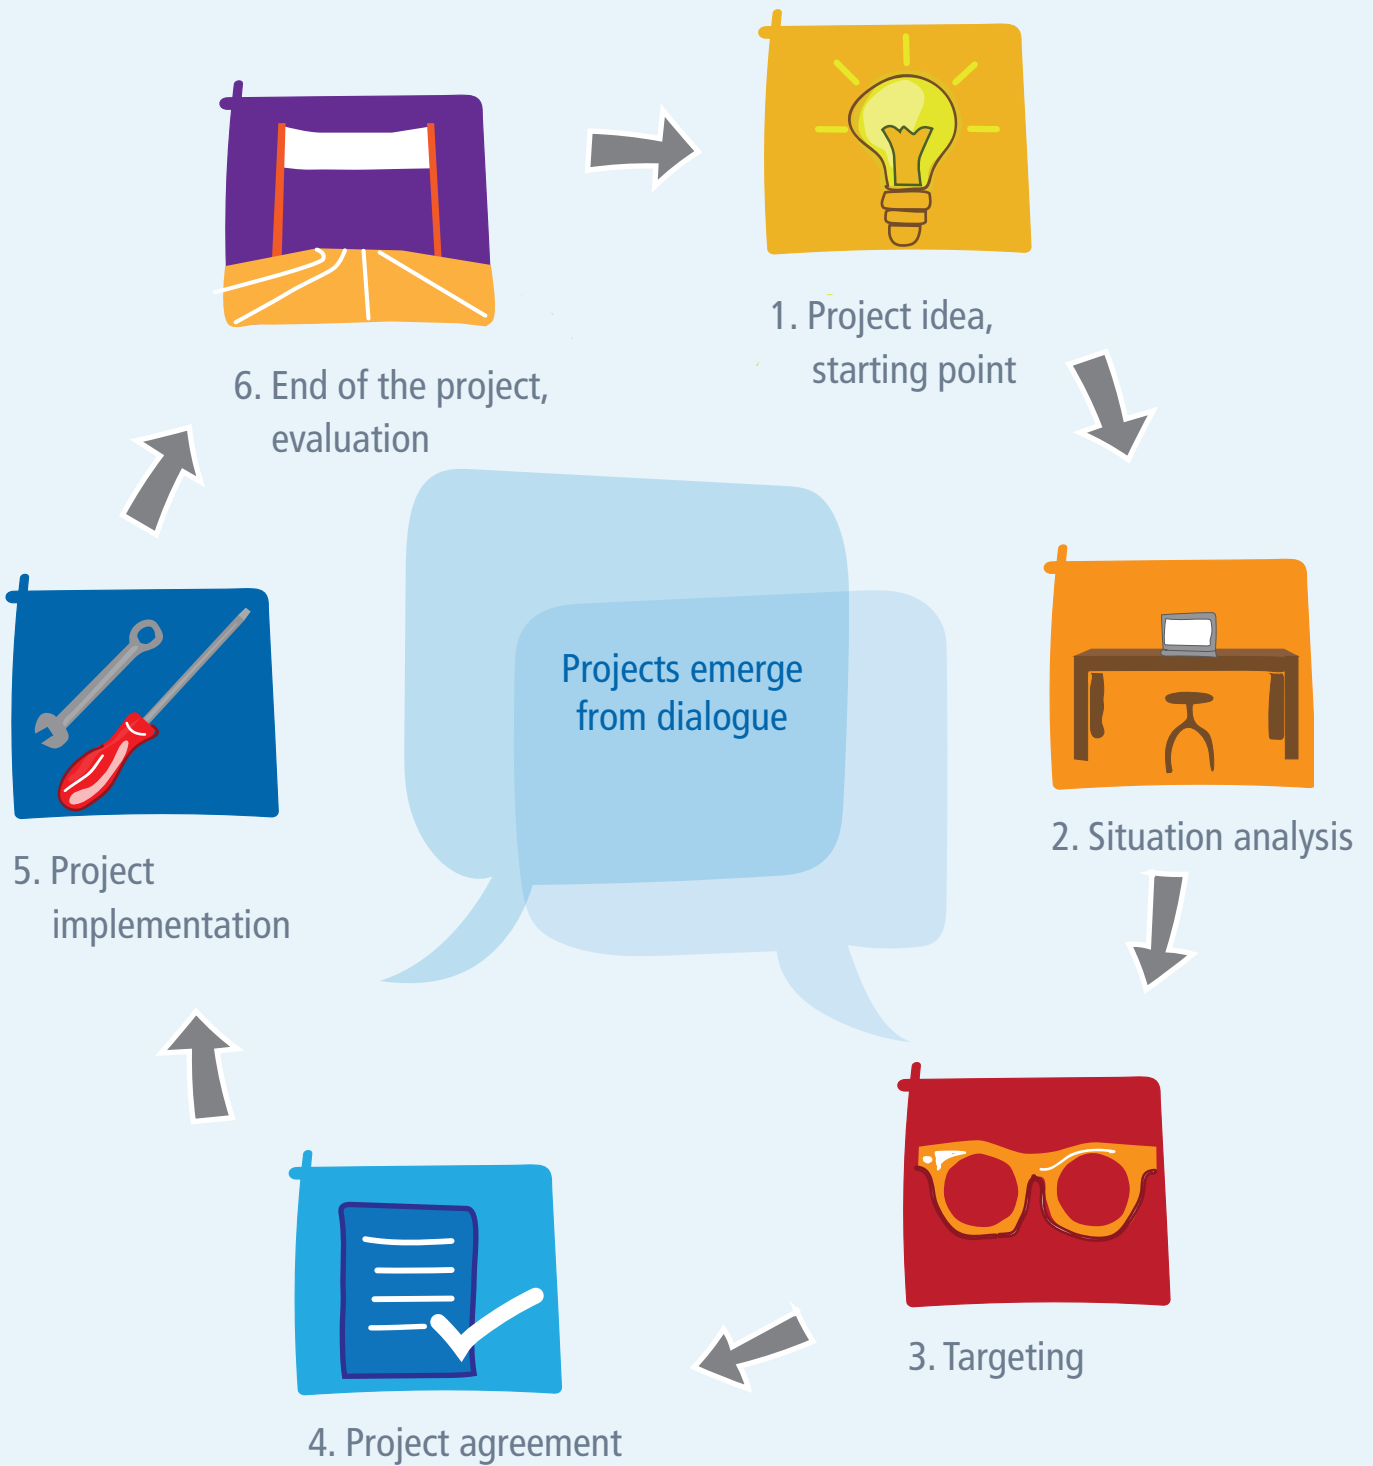 1. Project idea,
starting point
2. Situation analysis
3. Targeting
4. Project agreement
5. Project
implementation
6. End of the project,
evaluation
Projects emerge
from dialogue